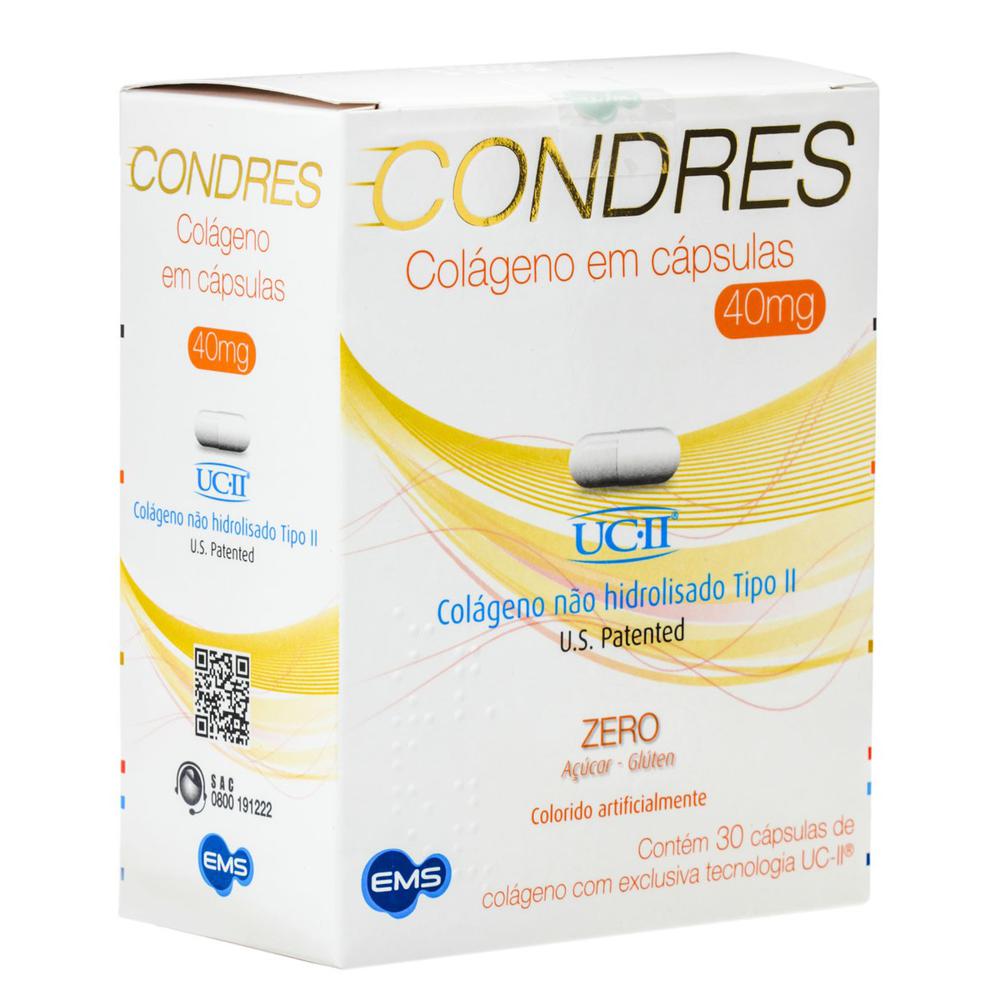 CONDRES
Colágeno
em cápsulas
40mg
UC·II®
Colágeno não hidrolisado Tipo II
U.S. Patented
SAC
0800 191222
EMS
CONDRES
Colágeno em cápsulas
40mg
UC·II®
Colágeno não hidrolisado Tipo II
U.S. Patented
ZERO
Açúcar - Glúten
Colorido artificialmente
Contém 30 cápsulas de
colágeno com exclusiva tecnologia UC-II®
EMS